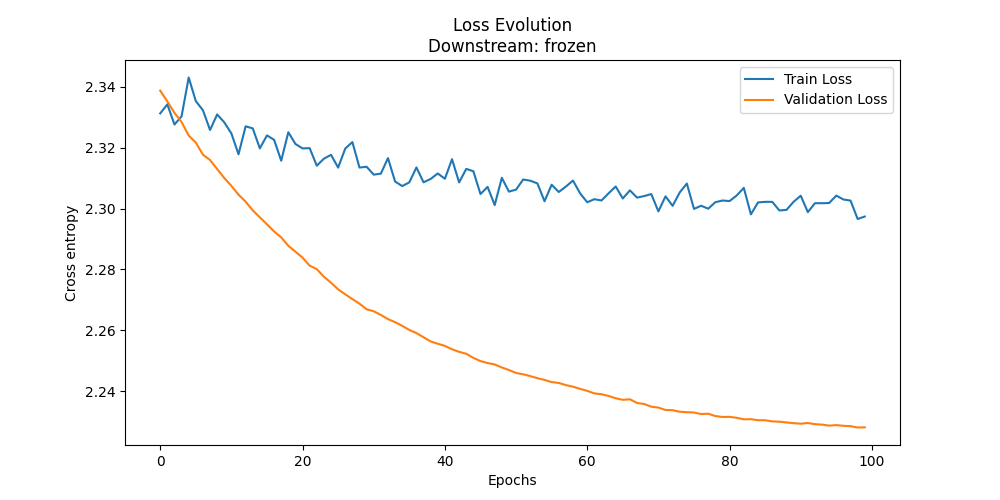 Loss Evolution
Downstream: frozen
Train Loss
Validation Loss
Cross entropy
2.34
2.32
2.30
2.28
2.26
2.24
0 20 40 60 80 100
Epochs